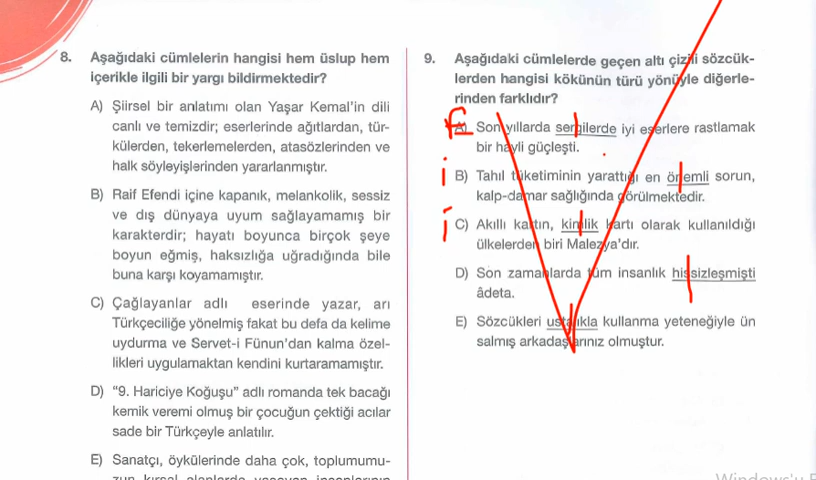 8. Aşağıdaki cümlelerin hangisi hem üslup hem
içerikle ilgili bir yargı bildirmektedir?
A) Şiirsel bir anlatımı olan Yaşar Kemal'in dili
canlı ve temizdir; eserlerinde ağıtlardan, tür-
külerden, tekerlemelerden, atasözlerinden ve
halk söyleyişlerinden yararlanmıştır.
B) Raif Efendi içine kapanık, melankolik, sessiz
ve dış dünyaya uyum sağlayamamış bir
karakterdir; hayatı boyunca birçok şeye
boyun eğmiş, haksızlığa uğradığında bile
buna karşı koyamamıştır.
C) Çağlayanlar adlı eserinde yazar, arı
Türkçeciliğe yönelmiş fakat bu defa da kelime
uydurma ve Servet-i Fünun'dan kalma özel-
likleri uygulamaktan kendini kurtaramamıştır.
D) "9. Hariciye Koğuşu" adlı romanda tek bacağı
kemik veremi olmuş bir çocuğun çektiği acılar
sade bir Türkçeyle anlatılır.
E) Sanatçı, öykülerinde daha çok, toplumumu-
zun kırsal alanlarda yaşayan insanlarının
9. Aşağıdaki cümlelerde geçen altı çizili sözcük-
lerden hangisi kökünün türü yönüyle diğerle-
rinden farklıdır?
F
A) Son yıllarda sergilerde iyi eserlere rastlamak
bir hayli güçleşti.
i
B) Tahıl tüketiminin yarattığı en önemli sorun,
kalp-damar sağlığında görülmektedir.
i
C) Akıllı kartın, kimlik kartı olarak kullanıldığı
ülkelerden biri Malezya'dır.
D) Son zamanlarda tüm insanlık hissizleşmişti
âdeta.
E) Sözcükleri ustalıkla kullanma yeteneğiyle ün
salmış arkadaşlarınız olmuştur.